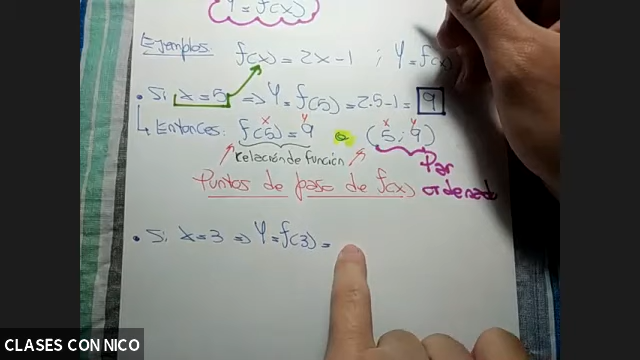 Y = f(x)
Ejemplos: f(x) = 2x - 1 ; Y = f(x)
• Si x = 5 => Y = f(5) = 2.5 - 1 = 9
Entonces: f(5) = 9 o (5 ; 9)
x y x y
Relación de función
Par ordenado
Puntos de paso de f(x)
• Si x = 3 => Y = f(3) =
CLASES CON NICO